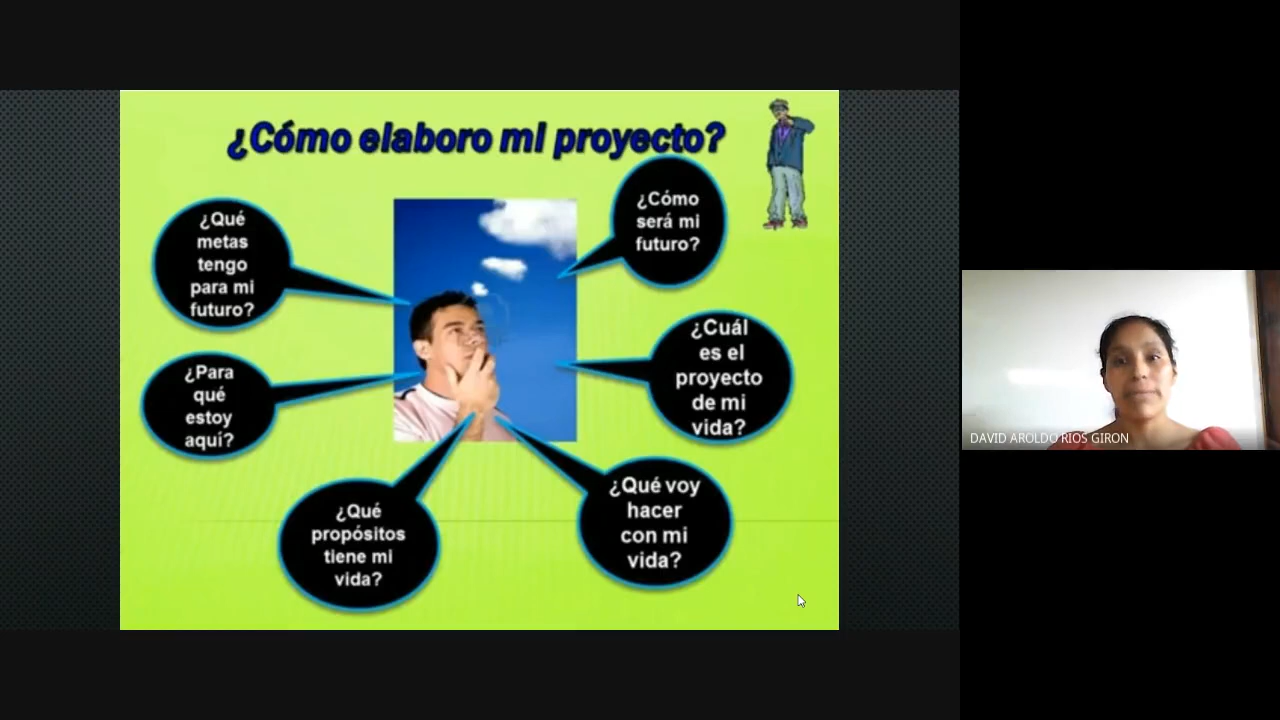 ¿Cómo elaboro mi proyecto?
¿Qué
metas
tengo
para mi
futuro?
¿Cómo
será mi
futuro?
¿Para
qué
estoy
aquí?
¿Cuál
es el
proyecto
de mi
vida?
¿Qué
propósitos
tiene mi
vida?
¿Qué voy
hacer
con mi
vida?
DAVID AROLDO RIOS GIRON